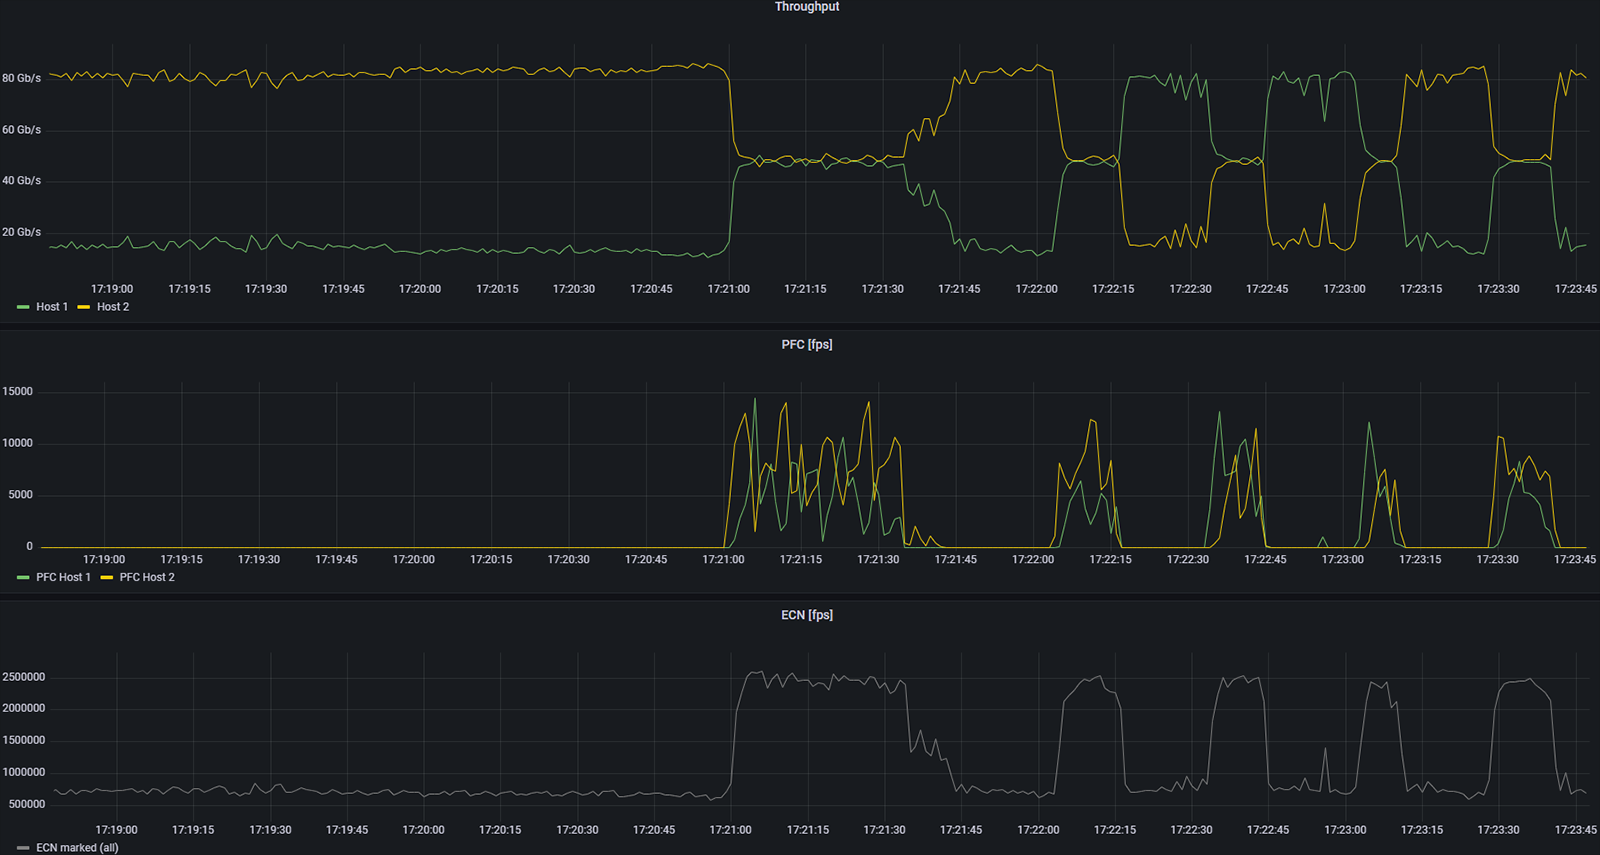 Throughput
80 Gb/s
60 Gb/s
40 Gb/s
20 Gb/s
17:19:00 17:19:15 17:19:30 17:19:45 17:20:00 17:20:15 17:20:30 17:20:45 17:21:00 17:21:15 17:21:30 17:21:45 17:22:00 17:22:15 17:22:30 17:22:45 17:23:00 17:23:15 17:23:30 17:23:45
Host 1 Host 2
PFC [fps]
15000
10000
5000
0
17:19:00 17:19:15 17:19:30 17:19:45 17:20:00 17:20:15 17:20:30 17:20:45 17:21:00 17:21:15 17:21:30 17:21:45 17:22:00 17:22:15 17:22:30 17:22:45 17:23:00 17:23:15 17:23:30 17:23:45
PFC Host 1 PFC Host 2
ECN [fps]
2500000
2000000
1500000
1000000
500000
17:19:00 17:19:15 17:19:30 17:19:45 17:20:00 17:20:15 17:20:30 17:20:45 17:21:00 17:21:15 17:21:30 17:21:45 17:22:00 17:22:15 17:22:30 17:22:45 17:23:00 17:23:15 17:23:30 17:23:45
ECN marked (all)